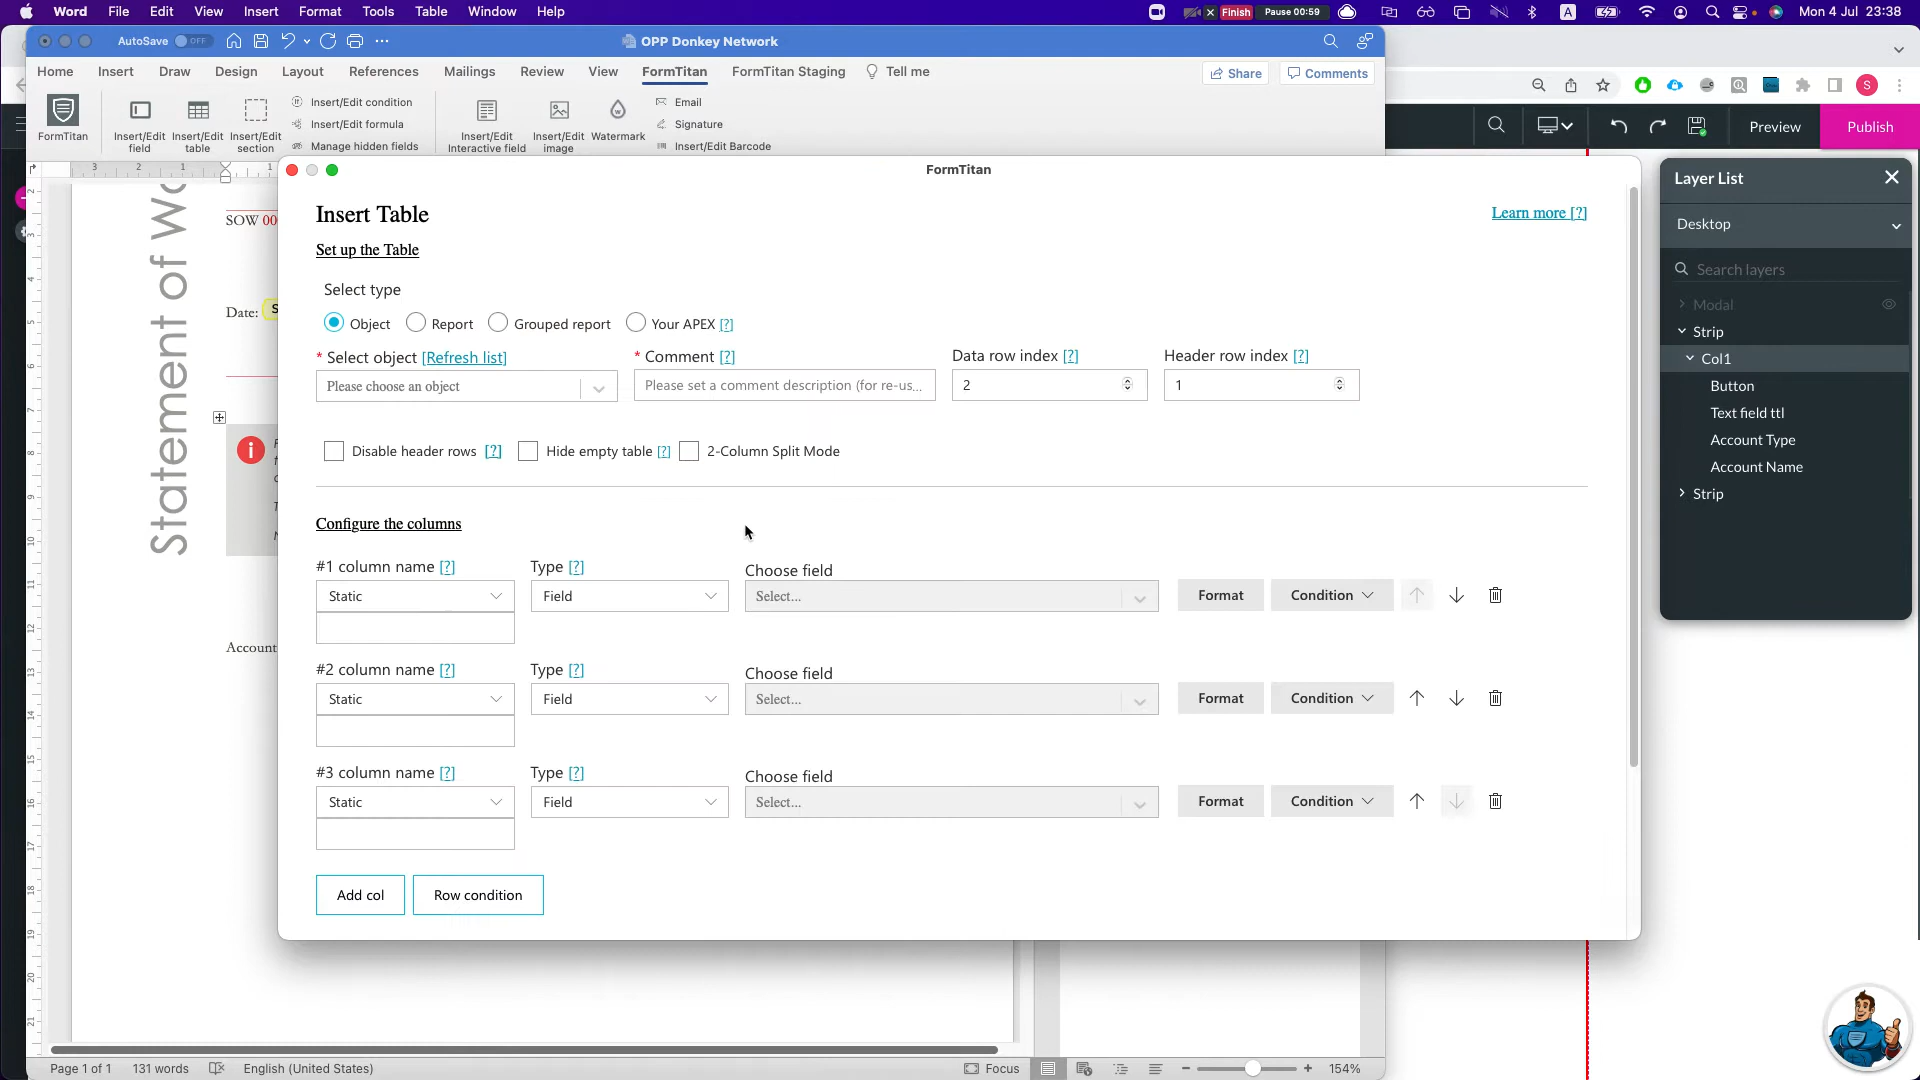 Word File Edit View Insert Format Tools Table Window Help
Finish Pause 00:59 A Mon 4 Jul 23:38
AutoSave OFF OPP Donkey Network
Home Insert Draw Design Layout References Mailings Review View FormTitan FormTitan Staging Tell me Share Comments
FormTitan
Insert/Edit field
Insert/Edit table
Insert/Edit section
Insert/Edit condition
Insert/Edit formula
Manage hidden fields
Insert/Edit Interactive field
Insert/Edit image
Watermark
Email
Signature
Insert/Edit Barcode
S
Preview Publish
3 2 1 1
SOW 00
Date: S
Account
Statement of Wo
FormTitan
Insert Table
Learn more [?]
Set up the Table
Select type
Object Report Grouped report Your APEX [?]
* Select object [Refresh list] * Comment [?] Data row index [?] Header row index [?]
Please choose an object Please set a comment description (for re-us... 2 1
Disable header rows [?] Hide empty table [?] 2-Column Split Mode
Configure the columns
#1 column name [?] Type [?] Choose field
Static Field Select... Format Condition
#2 column name [?] Type [?] Choose field
Static Field Select... Format Condition
#3 column name [?] Type [?] Choose field
Static Field Select... Format Condition
Add col Row condition
Layer List
Desktop
Search layers
Modal
Strip
Col1
Button
Text field ttl
Account Type
Account Name
Strip
Page 1 of 1 131 words English (United States) Focus 154%